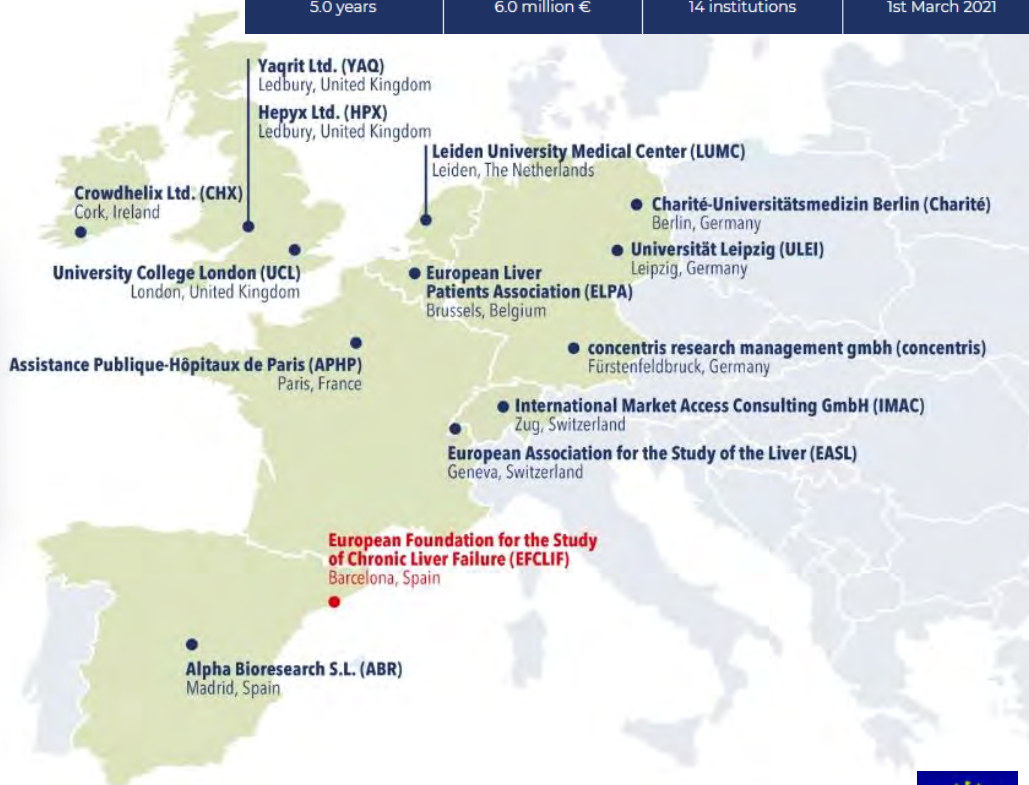 5.0 years
6.0 million €
14 institutions
1st March 2021
Yaqrit Ltd. (YAQ)
Ledbury, United Kingdom
Hepyx Ltd. (HPX)
Ledbury, United Kingdom
Leiden University Medical Center (LUMC)
Leiden, The Netherlands
Crowdhelix Ltd. (CHX)
Cork, Ireland
Charité-Universitätsmedizin Berlin (Charité)
Berlin, Germany
Universität Leipzig (ULEI)
Leipzig, Germany
University College London (UCL)
London, United Kingdom
European Liver
Patients Association (ELPA)
Brussels, Belgium
Assistance Publique-Hôpitaux de Paris (APHP)
Paris, France
concentris research management gmbh (concentris)
Fürstenfeldbruck, Germany
International Market Access Consulting GmbH (IMAC)
Zug, Switzerland
European Association for the Study of the Liver (EASL)
Geneva, Switzerland
European Foundation for the Study
of Chronic Liver Failure (EFCLIF)
Barcelona, Spain
Alpha Bioresearch S.L. (ABR)
Madrid, Spain